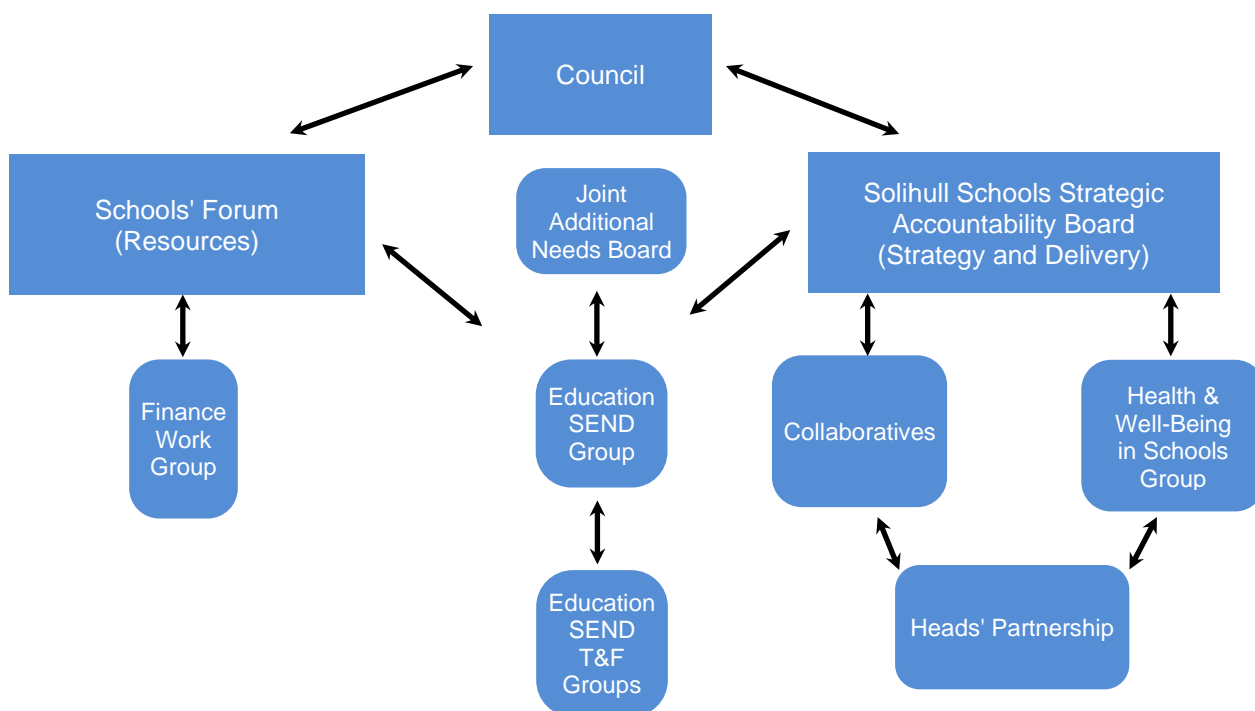 Council
Schools' Forum
(Resources)
Joint
Additional
Needs Board
Solihull Schools Strategic
Accountability Board
(Strategy and Delivery)
Finance
Work
Group
Education
SEND
Group
Collaboratives
Health &
Well-Being
in Schools
Group
Education
SEND
T&F
Groups
Heads' Partnership